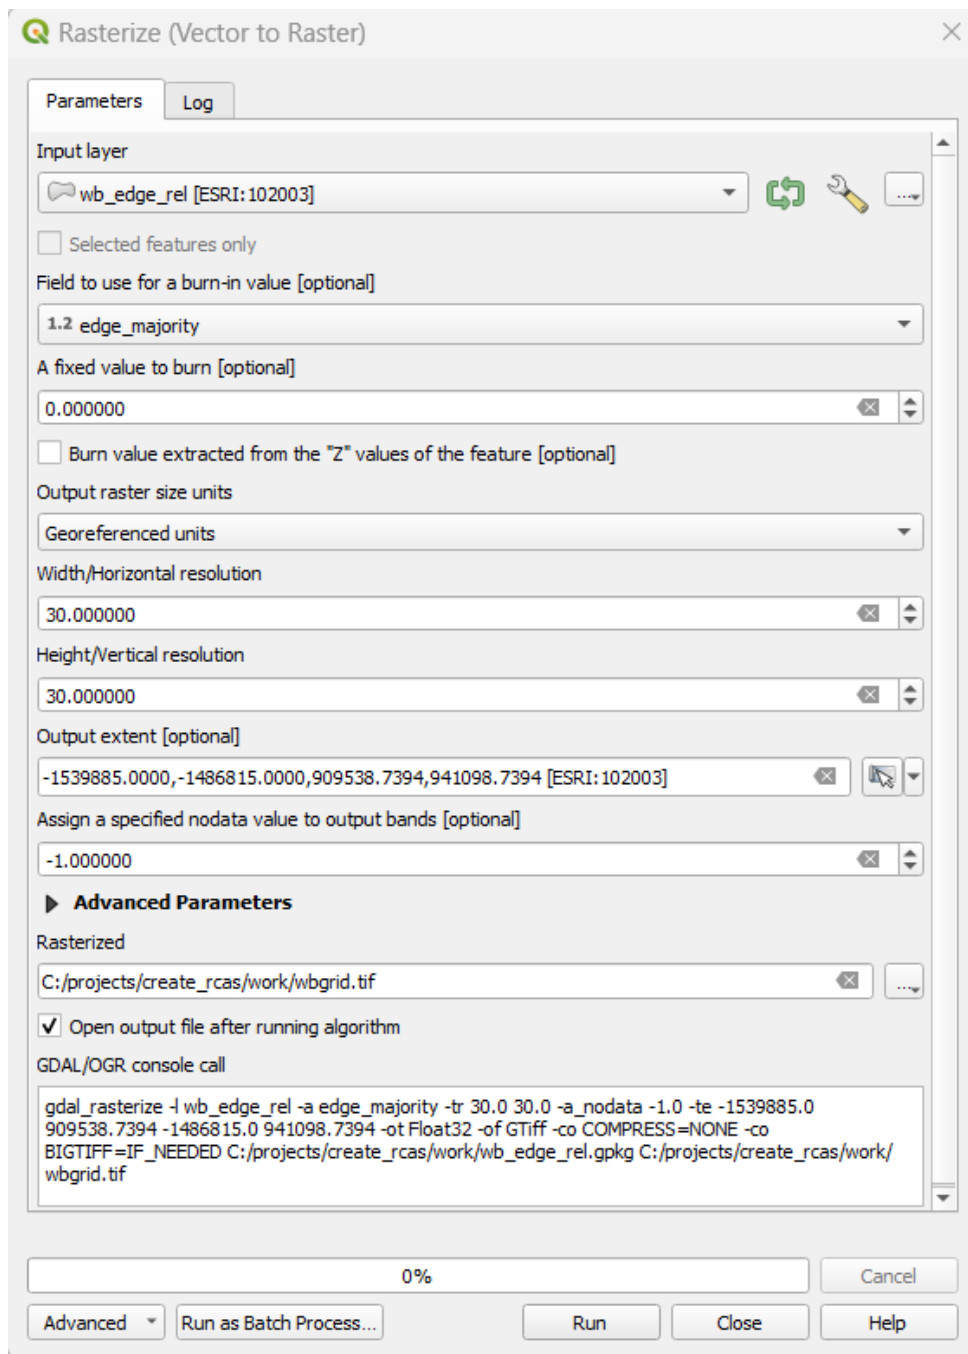 Rasterize (Vector to Raster)
Parameters
Log
Input layer
wb_edge_rel [ESRI:102003]
...
Selected features only
Field to use for a burn-in value [optional]
1.2 edge_majority
A fixed value to burn [optional]
0.000000
Burn value extracted from the "Z" values of the feature [optional]
Output raster size units
Georeferenced units
Width/Horizontal resolution
30.000000
Height/Vertical resolution
30.000000
Output extent [optional]
-1539885.0000,-1486815.0000,909538.7394,941098.7394 [ESRI:102003]
Assign a specified nodata value to output bands [optional]
-1.000000
Advanced Parameters
Rasterized
C:/projects/create_rcas/work/wbgrid.tif
...
Open output file after running algorithm
GDAL/OGR console call
gdal_rasterize -l wb_edge_rel -a edge_majority -tr 30.0 30.0 -a_nodata -1.0 -te -1539885.0
909538.7394 -1486815.0 941098.7394 -ot Float32 -of GTiff -co COMPRESS=NONE -co
BIGTIFF=IF_NEEDED C:/projects/create_rcas/work/wb_edge_rel.gpkg C:/projects/create_rcas/work/
wbgrid.tif
0%
Cancel
Advanced
Run as Batch Process...
Run
Close
Help